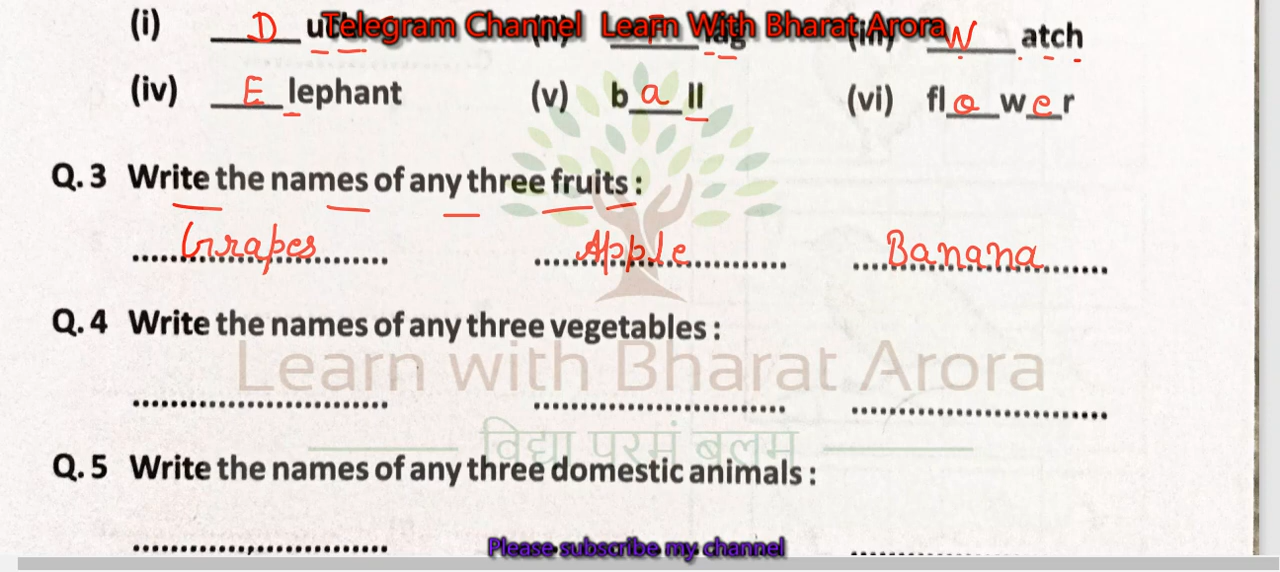 (i) D u Telegram Channel Learn With Bharat Arora W atch
(iv) E lephant (v) b a ll (vi) fl o w e r
Q. 3 Write the names of any three fruits :
Grapes Apple Banana
Q. 4 Write the names of any three vegetables :
Learn with Bharat Arora
विद्या परमं बलम
Q. 5 Write the names of any three domestic animals :
Please subscribe my channel